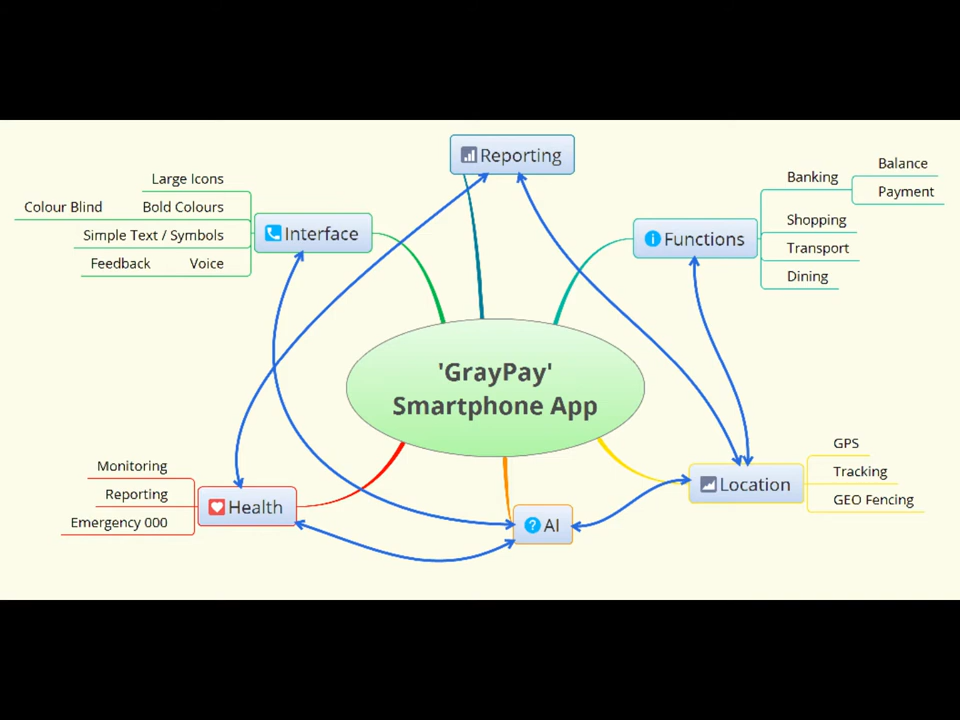 Reporting
Large Icons
Colour Blind Bold Colours
Simple Text / Symbols
Feedback Voice
Interface
Functions
Banking
Balance
Payment
Shopping
Transport
Dining
'GrayPay'
Smartphone App
Monitoring
Reporting
Emergency 000
Health
AI
Location
GPS
Tracking
GEO Fencing